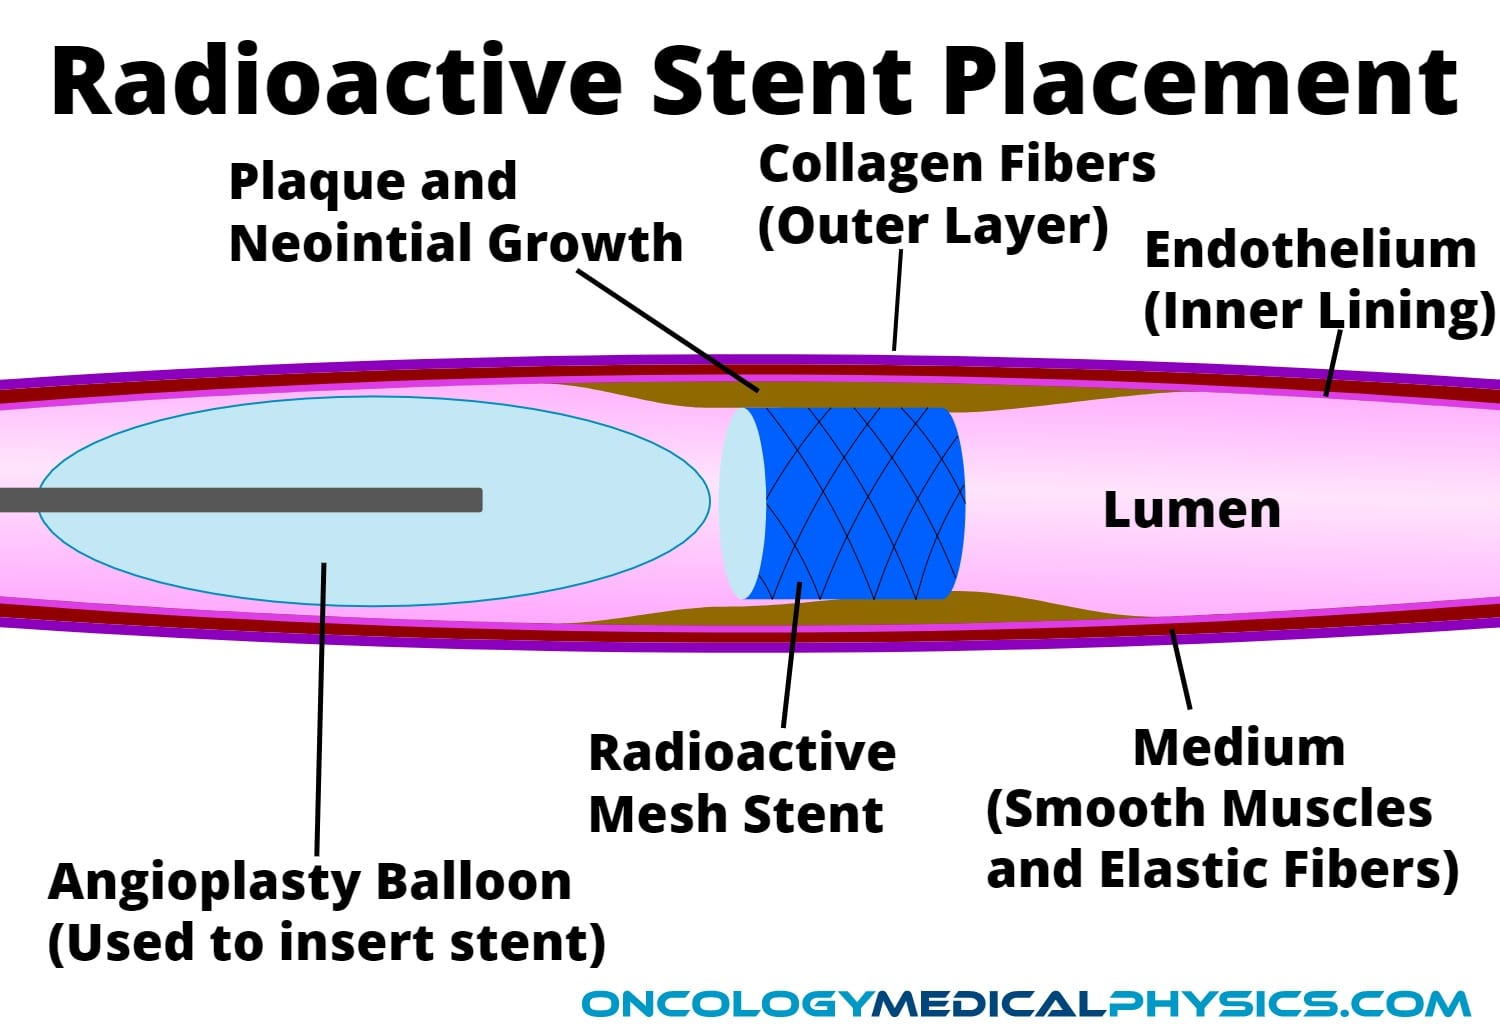 Radioactive Stent Placement
Plaque and
Neointial Growth
Collagen Fibers
(Outer Layer)
Endothelium
(Inner Lining)
Lumen
Radioactive
Mesh Stent
Medium
(Smooth Muscles
and Elastic Fibers)
Angioplasty Balloon
(Used to insert stent)
ONCOLOGYMEDICALPHYSICS.COM